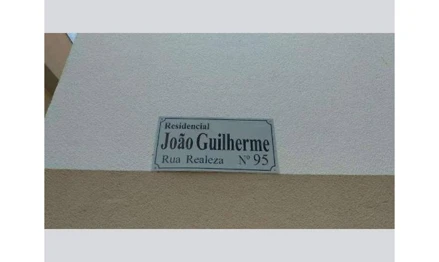 Residencial
João Guilherme
Rua Realeza Nº 95